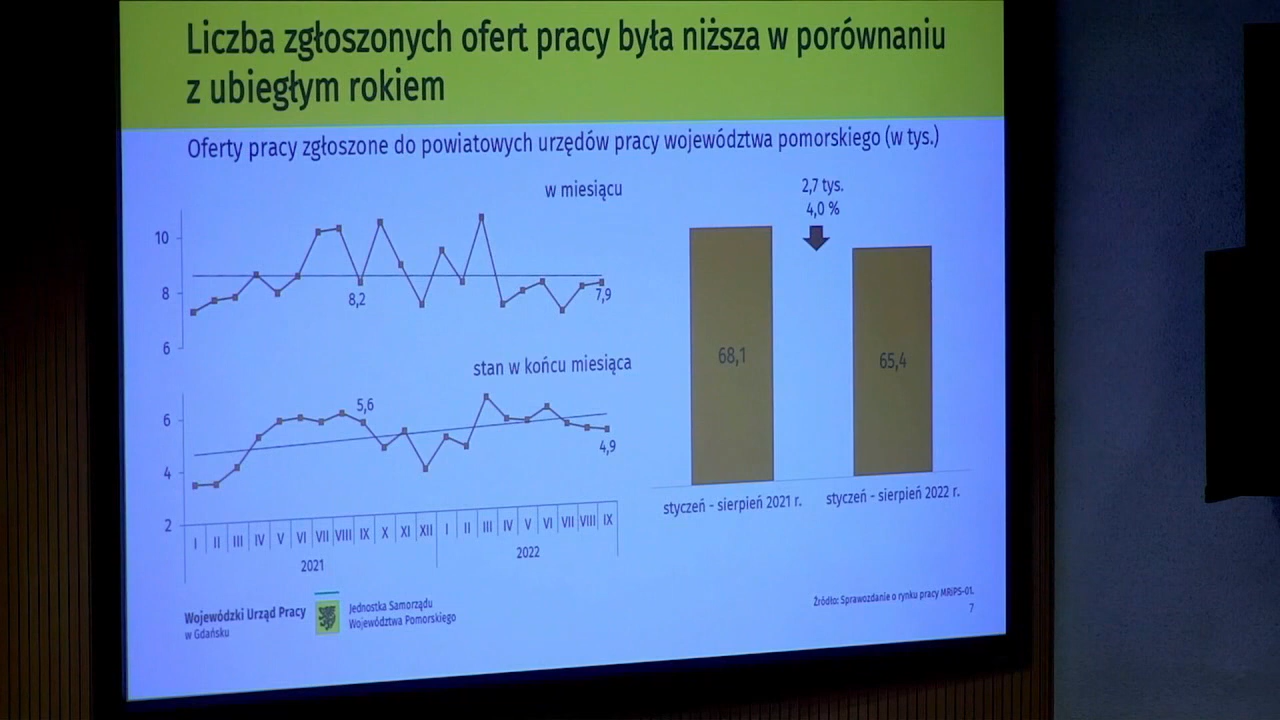 Liczba zgłoszonych ofert pracy była niższa w porównaniu
z ubiegłym rokiem
Oferty pracy zgłoszone do powiatowych urzędów pracy województwa pomorskiego (w tys.)
w miesiącu
10
8
6
8,2
7,9
stan w końcu miesiąca
6
4
2
5,6
4,9
I II III IV V VI VII VIII IX X XI XII I II III IV V VI VII VIII IX
2021
2022
2,7 tys.
4,0 %
68,1
65,4
styczeń - sierpień 2021 r.
styczeń - sierpień 2022 r.
Wojewódzki Urząd Pracy
w Gdańsku
Jednostka Samorządu
Województwa Pomorskiego
Źródło: Sprawozdanie o rynku pracy MRiPS-01.
7